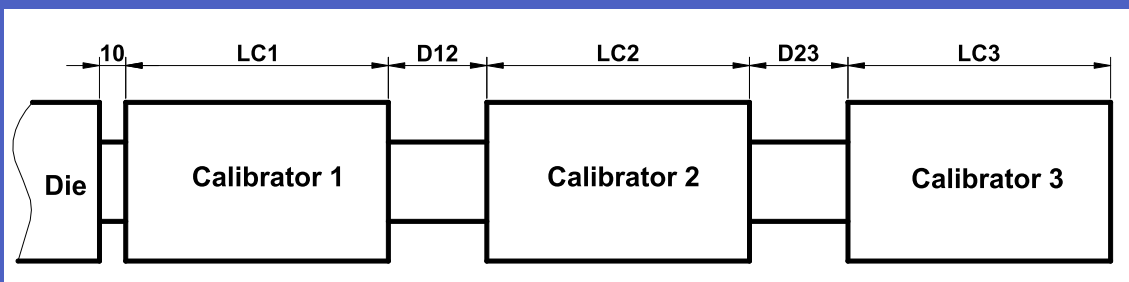 10 LC1 D12 LC2 D23 LC3
Die Calibrator 1 Calibrator 2 Calibrator 3